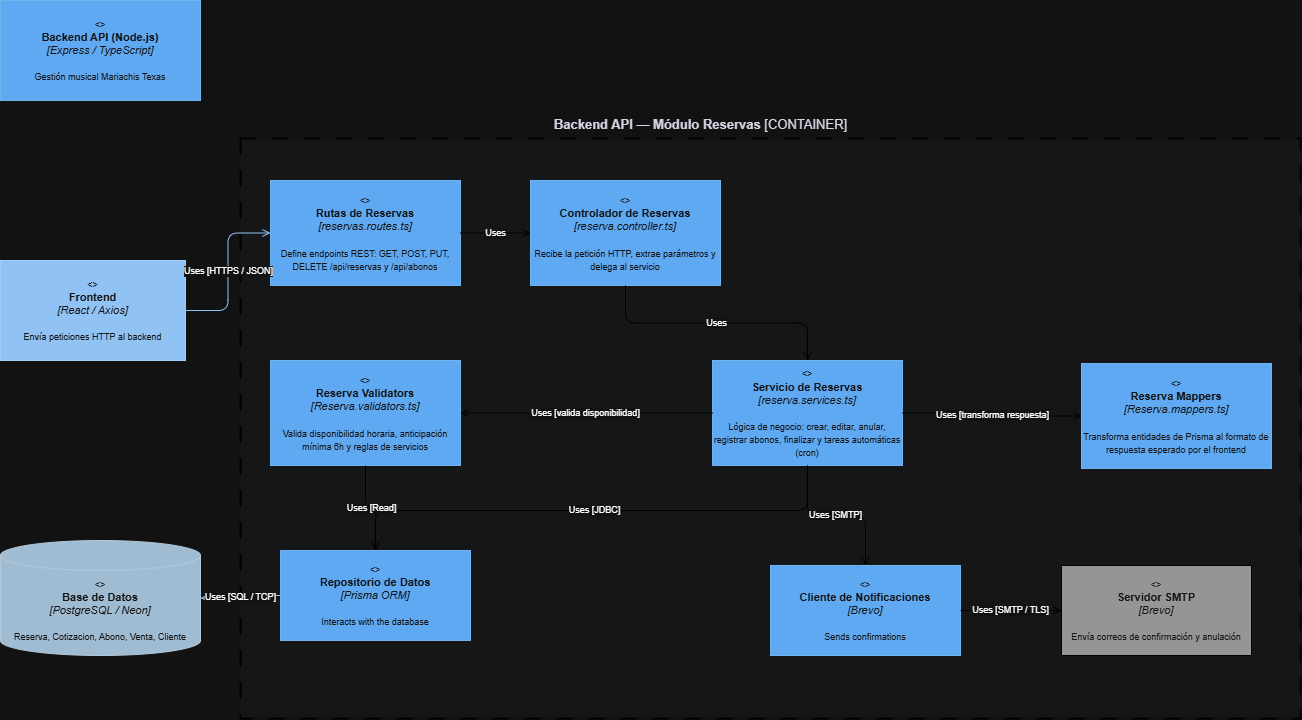 <>
Backend API (Node.js)
[Express / TypeScript]
Gestión musical Mariachis Texas
Backend API — Módulo Reservas [CONTAINER]
<>
Rutas de Reservas
[reservas.routes.ts]
Define endpoints REST: GET, POST, PUT,
DELETE /api/reservas y /api/abonos
Uses
<>
Controlador de Reservas
[reserva.controller.ts]
Recibe la petición HTTP, extrae parámetros y
delega al servicio
Uses [HTTPS / JSON]
<>
Frontend
[React / Axios]
Envía peticiones HTTP al backend
Uses
<>
Reserva Validators
[Reserva.validators.ts]
Valida disponibilidad horaria, anticipación
mínima 6h y reglas de servicios
Uses [valida disponibilidad]
<>
Servicio de Reservas
[reserva.services.ts]
Lógica de negocio: crear, editar, anular,
registrar abonos, finalizar y tareas automáticas
(cron)
Uses [transforma respuesta]
<>
Reserva Mappers
[Reserva.mappers.ts]
Transforma entidades de Prisma al formato de
respuesta esperado por el frontend
Uses [Read]
Uses [JDBC]
Uses [SMTP]
<>
Base de Datos
[PostgreSQL / Neon]
Reserva, Cotizacion, Abono, Venta, Cliente
Uses [SQL / TCP]
<>
Repositorio de Datos
[Prisma ORM]
Interacts with the database
<>
Cliente de Notificaciones
[Brevo]
Sends confirmations
Uses [SMTP / TLS]
<>
Servidor SMTP
[Brevo]
Envía correos de confirmación y anulación